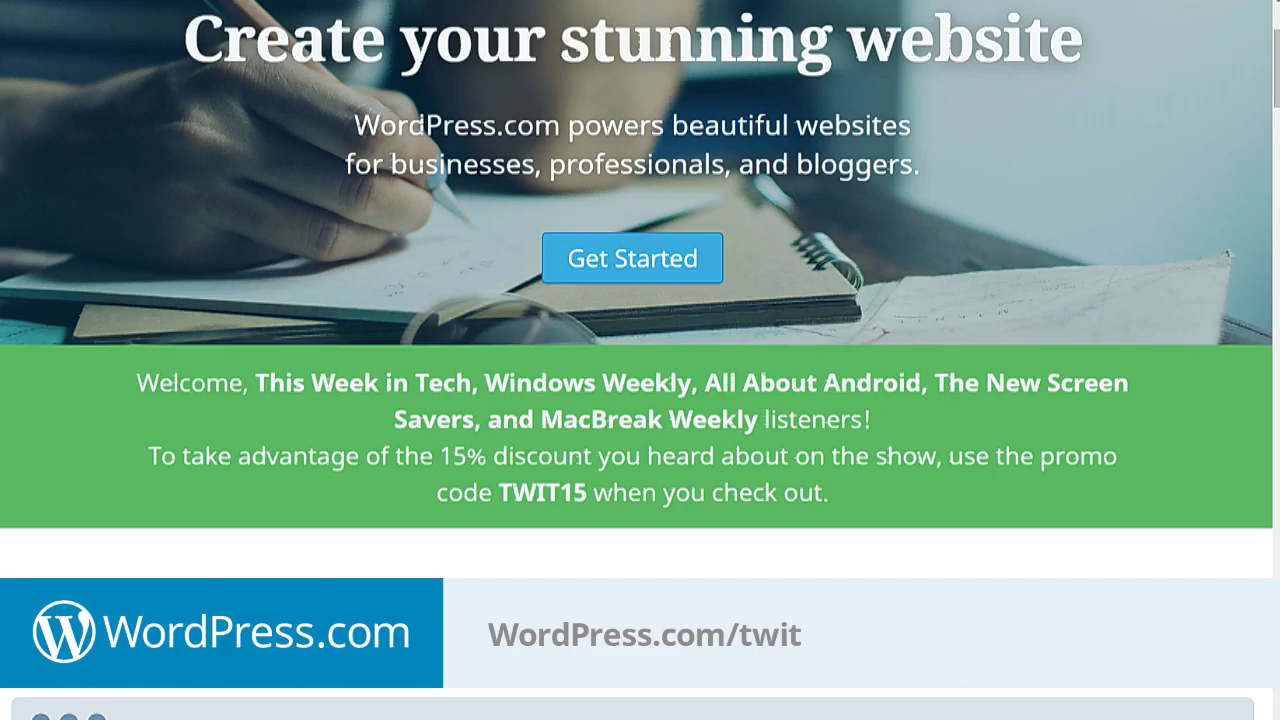 Create your stunning website
WordPress.com powers beautiful websites
for businesses, professionals, and bloggers.
Get Started
Welcome, This Week in Tech, Windows Weekly, All About Android, The New Screen
Savers, and MacBreak Weekly listeners!
To take advantage of the 15% discount you heard about on the show, use the promo
code TWIT15 when you check out.
WordPress.com
WordPress.com/twit